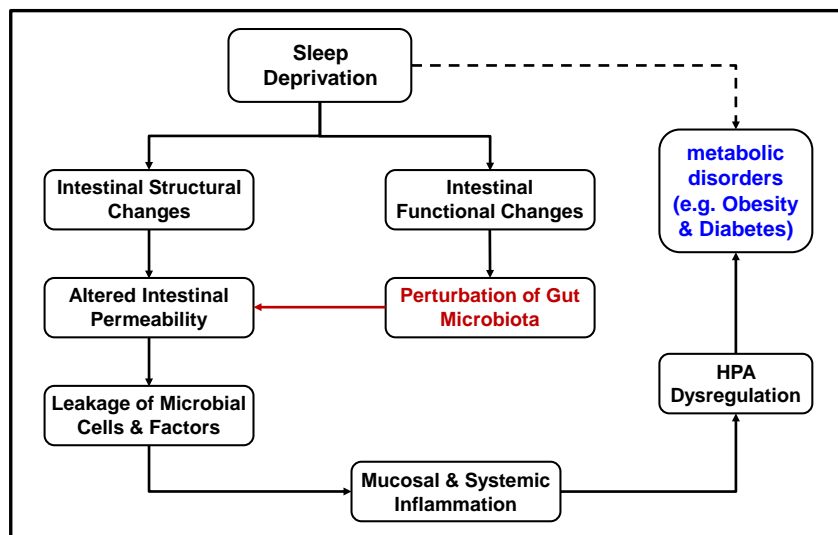 Sleep
Deprivation
metabolic
disorders
(e.g. Obesity
& Diabetes)
Intestinal Structural
Changes
Intestinal
Functional Changes
Altered Intestinal
Permeability
Perturbation of Gut
Microbiota
HPA
Dysregulation
Leakage of Microbial
Cells & Factors
Mucosal & Systemic
Inflammation